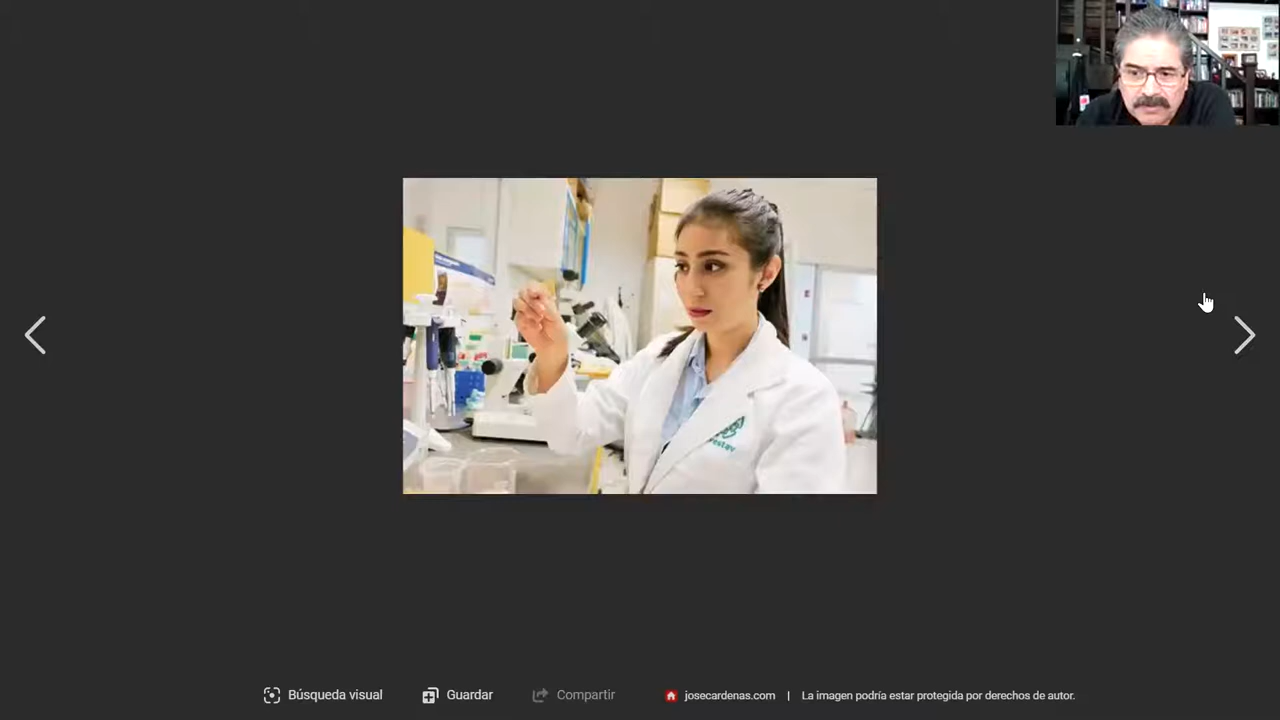 Búsqueda visual
Guardar
Compartir
josecardenas.com | La imagen podría estar protegida por derechos de autor.